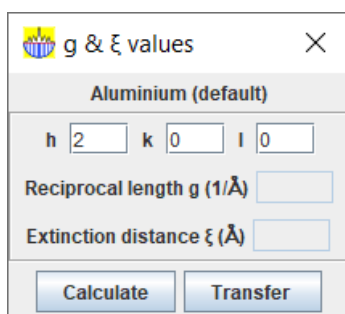 g & ξ values
Aluminium (default)
h 2 k 0 l 0
Reciprocal length g (1/Å)
Extinction distance ξ (Å)
Calculate Transfer